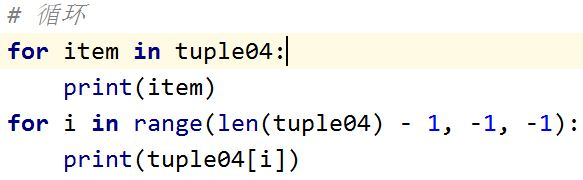 # 循环
for item in tuple04:
    print(item)
for i in range(len(tuple04) - 1, -1, -1):
    print(tuple04[i])